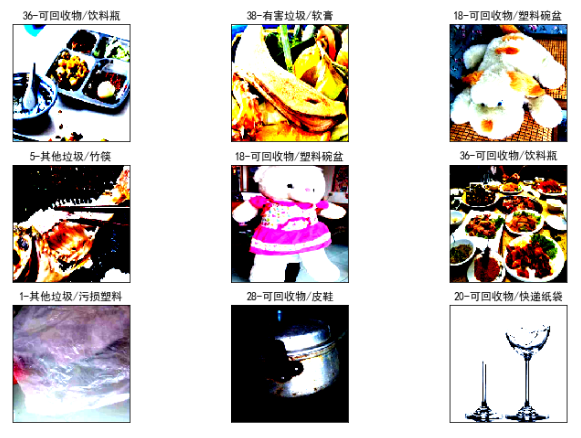 36-可回收物/饮料瓶
38-有害垃圾/软膏
18-可回收物/塑料碗盆
5-其他垃圾/竹筷
18-可回收物/塑料碗盆
36-可回收物/饮料瓶
1-其他垃圾/污损塑料
28-可回收物/皮鞋
20-可回收物/快递纸袋